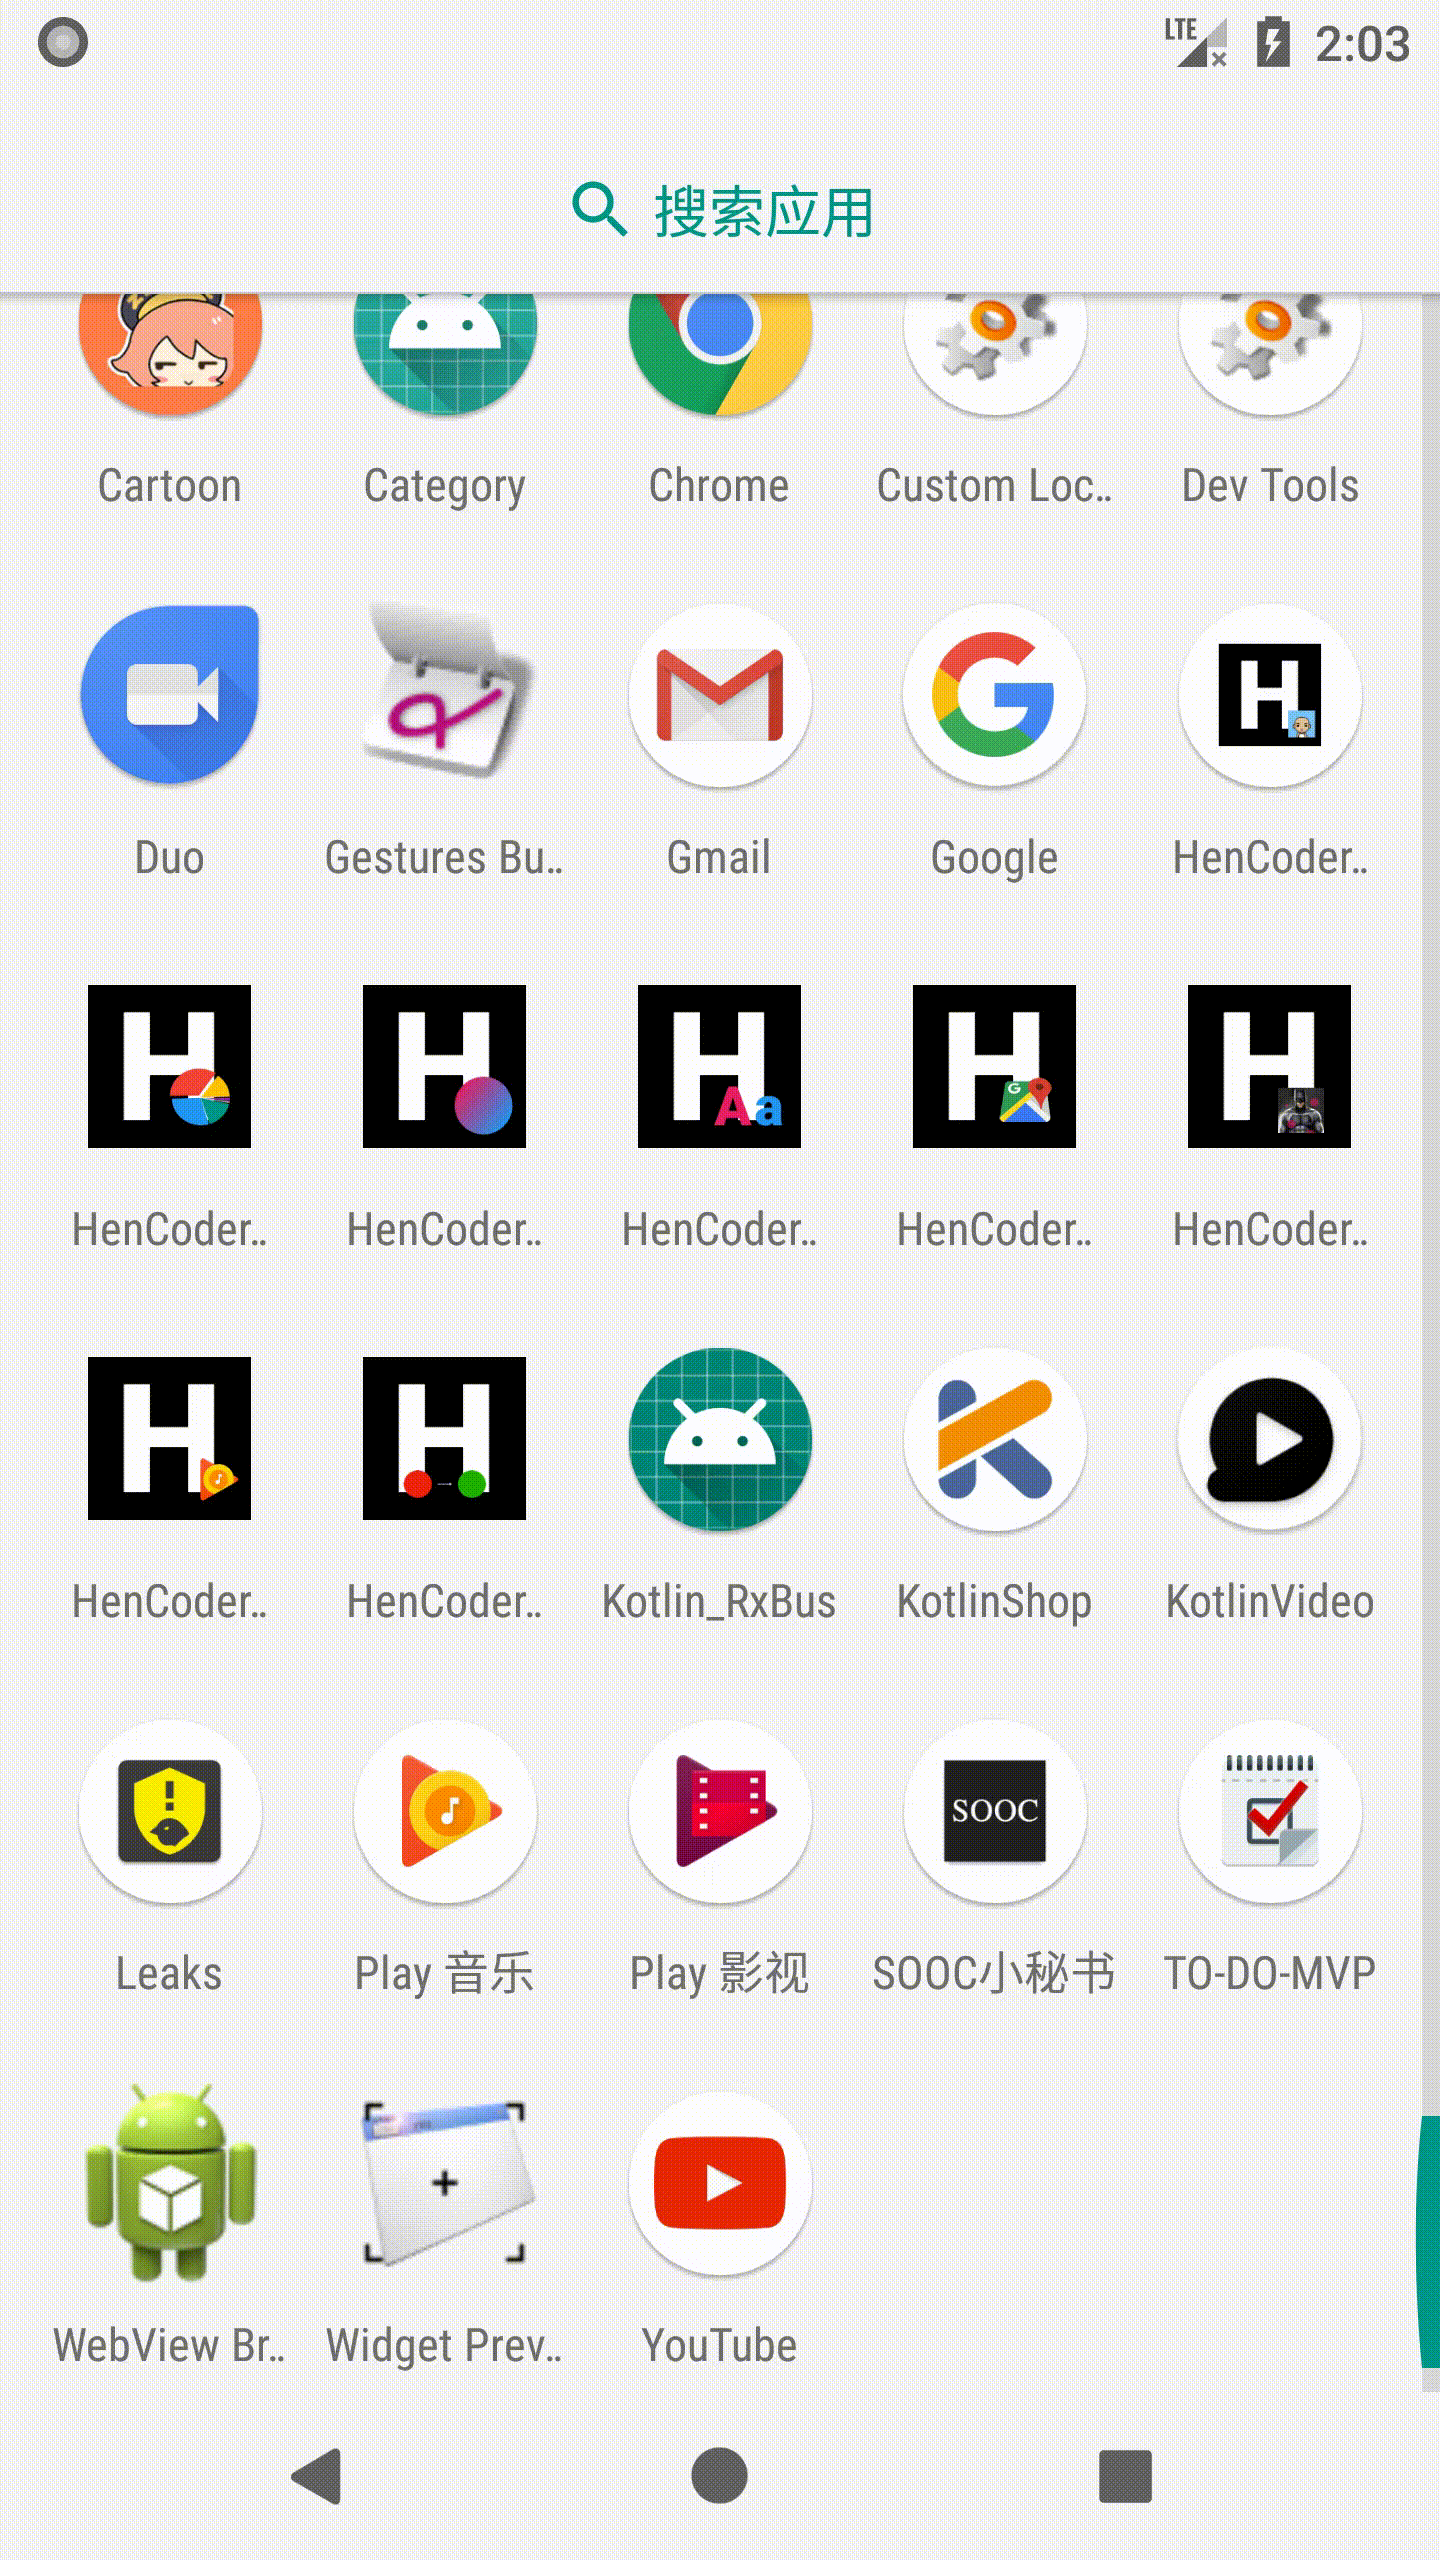 LTE 2:03
搜索应用
Cartoon Category Chrome Custom Loc.. Dev Tools
Duo Gestures Bu.. Gmail Google HenCoder..
HenCoder.. HenCoder.. HenCoder.. HenCoder.. HenCoder..
HenCoder.. HenCoder.. Kotlin_RxBus KotlinShop KotlinVideo
SOOC
Leaks Play 音乐 Play 影视 SOOC小秘书 TO-DO-MVP
WebView Br.. Widget Prev.. YouTube